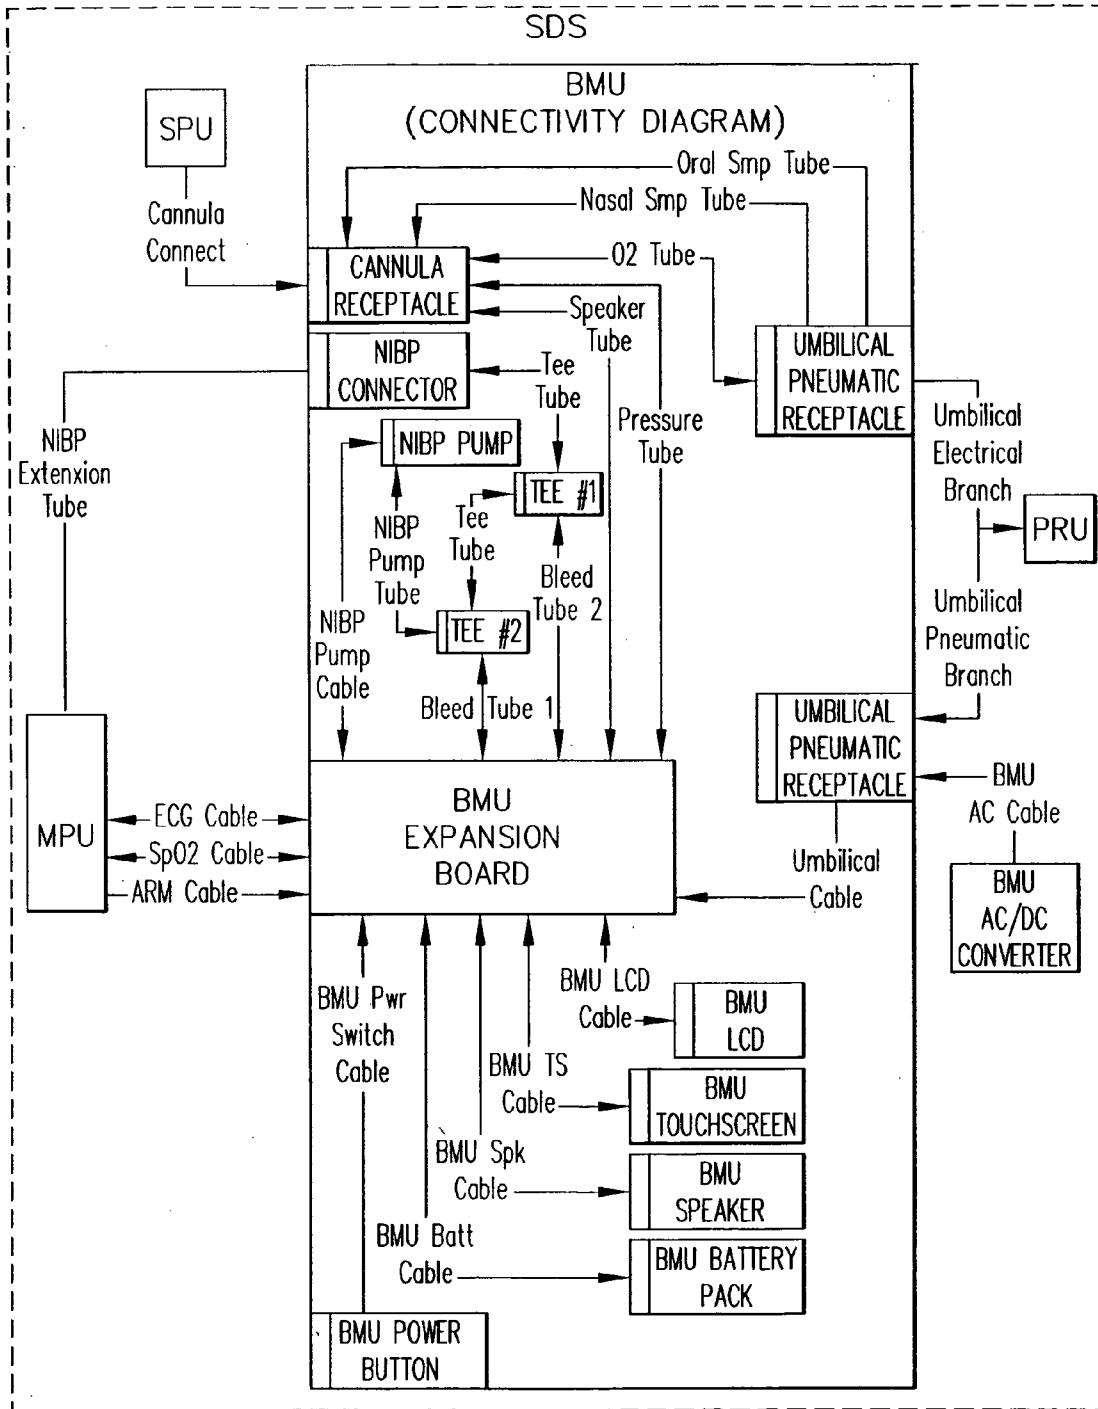 SDS
BMU
(CONNECTIVITY DIAGRAM)
SPU
Cannula
Connect
Oral Smp Tube
Nasal Smp Tube
O2 Tube
CANNULA
RECEPTACLE
Speaker
Tube
NIBP
CONNECTOR
Tee
Tube
UMBILICAL
PNEUMATIC
RECEPTACLE
Pressure
Tube
NIBP
Extenxion
Tube
NIBP PUMP
TEE #1
Tee
Tube
NIBP
Pump
Tube
Bleed
Tube 2
Umbilical
Electrical
Branch
PRU
NIBP
Pump
Cable
TEE #2
Umbilical
Pneumatic
Branch
Bleed Tube 1
UMBILICAL
PNEUMATIC
RECEPTACLE
MPU
ECG Cable
SpO2 Cable
ARM Cable
BMU
EXPANSION
BOARD
BMU
AC Cable
Umbilical
Cable
BMU
AC/DC
CONVERTER
BMU Pwr
Switch
Cable
BMU LCD
Cable
BMU
LCD
BMU TS
Cable
BMU
TOUCHSCREEN
BMU Spk
Cable
BMU
SPEAKER
BMU Batt
Cable
BMU BATTERY
PACK
BMU POWER
BUTTON